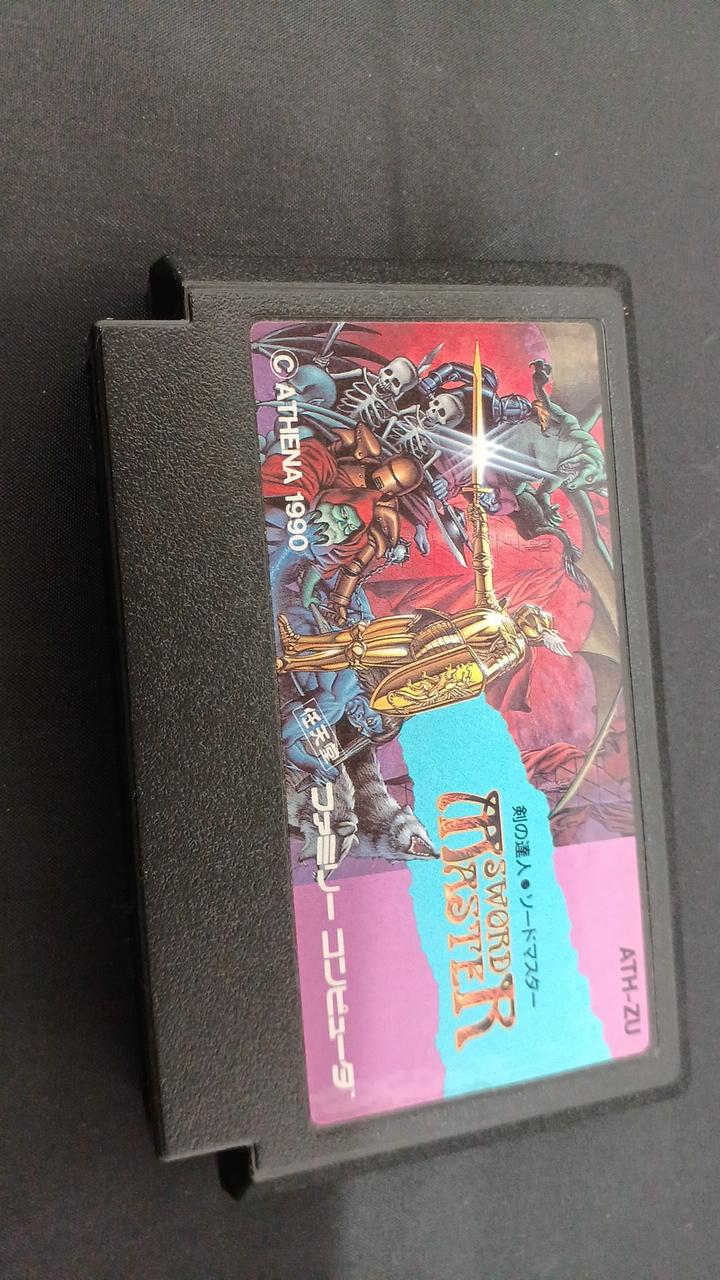 ATH-ZU
剣の達人●ソードマスター
SWORD
MASTER
© ATHENA 1990
任天堂 ファミリー コンピュータ